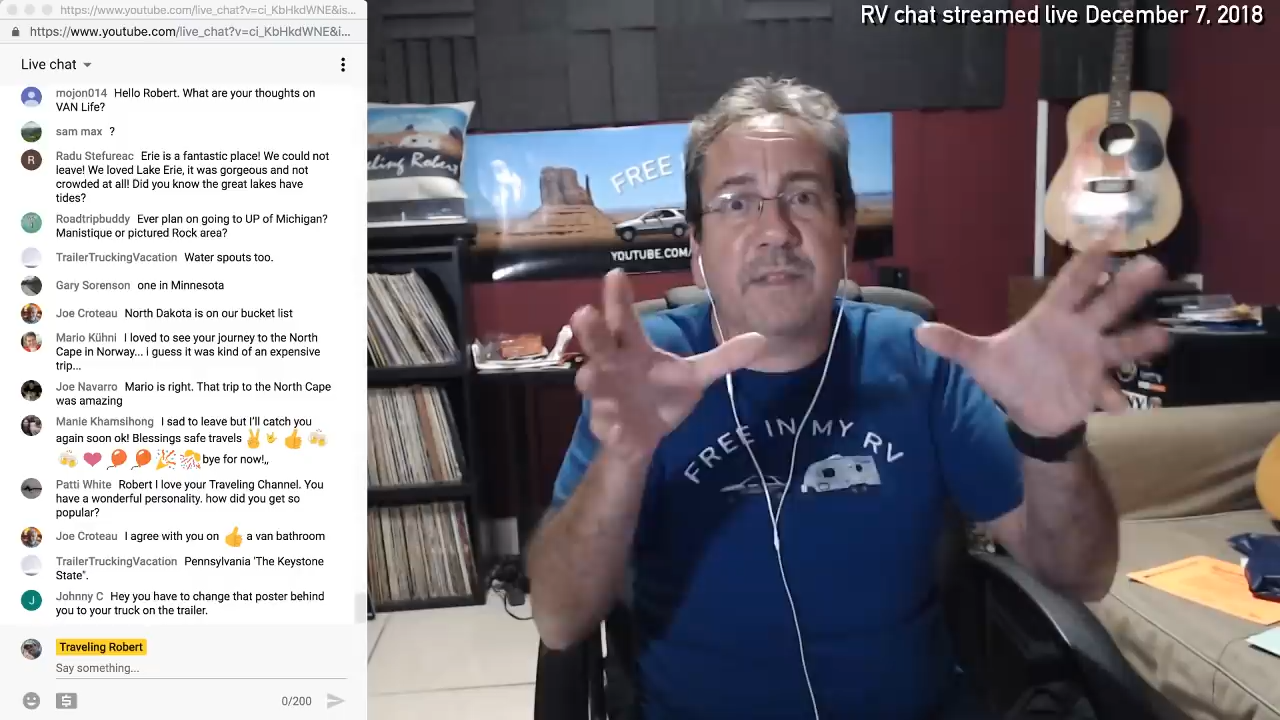 https://www.youtube.com/live_chat?v=ci_KbHkdWNE&is...
https://www.youtube.com/live_chat?v=ci_KbHkdWNE&i...
Live chat
mojon014 Hello Robert. What are your thoughts on
VAN Life?
sam max ?
Radu Stefureac Erie is a fantastic place! We could not
leave! We loved Lake Erie, it was gorgeous and not
crowded at all! Did you know the great lakes have
tides?
Roadtripbuddy Ever plan on going to UP of Michigan?
Manistique or pictured Rock area?
TrailerTruckingVacation Water spouts too.
Gary Sorenson one in Minnesota
Joe Croteau North Dakota is on our bucket list
Mario Kühni I loved to see your journey to the North
Cape in Norway... i guess it was kind of an expensive
trip...
Joe Navarro Mario is right. That trip to the North Cape
was amazing
Manie Khamsihong I sad to leave but I'll catch you
again soon ok! Blessings safe travels ✌️ 👍 🍻
🍻 ❤️ 🎈 🎈 🎉 🎊 bye for now!,,
Patti White Robert I love your Traveling Channel. You
have a wonderful personality. how did you get so
popular?
Joe Croteau I agree with you on 👍 a van bathroom
TrailerTruckingVacation Pennsylvania 'The Keystone
State".
Johnny C Hey you have to change that poster behind
you to your truck on the trailer.
Traveling Robert
Say something...
0/200
RV chat streamed live December 7, 2018
Robert
FREE
YOUTUBE.COM/
FREE IN MY RV